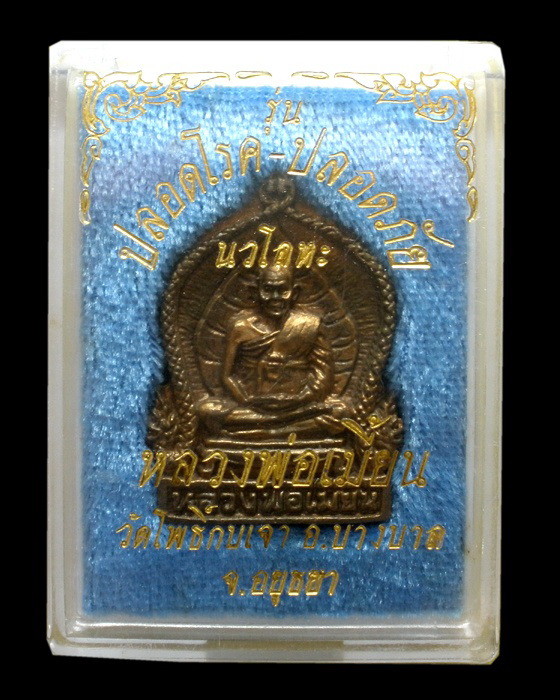 รุ่น
ปลอดโรค-ปลอดภัย
นวโลหะ
หลวงพ่อเมี้ยน
หลวงพ่อเมี้ยน
วัดโพธิ์กบเจา อ.บางบาล
จ.อยุธยา